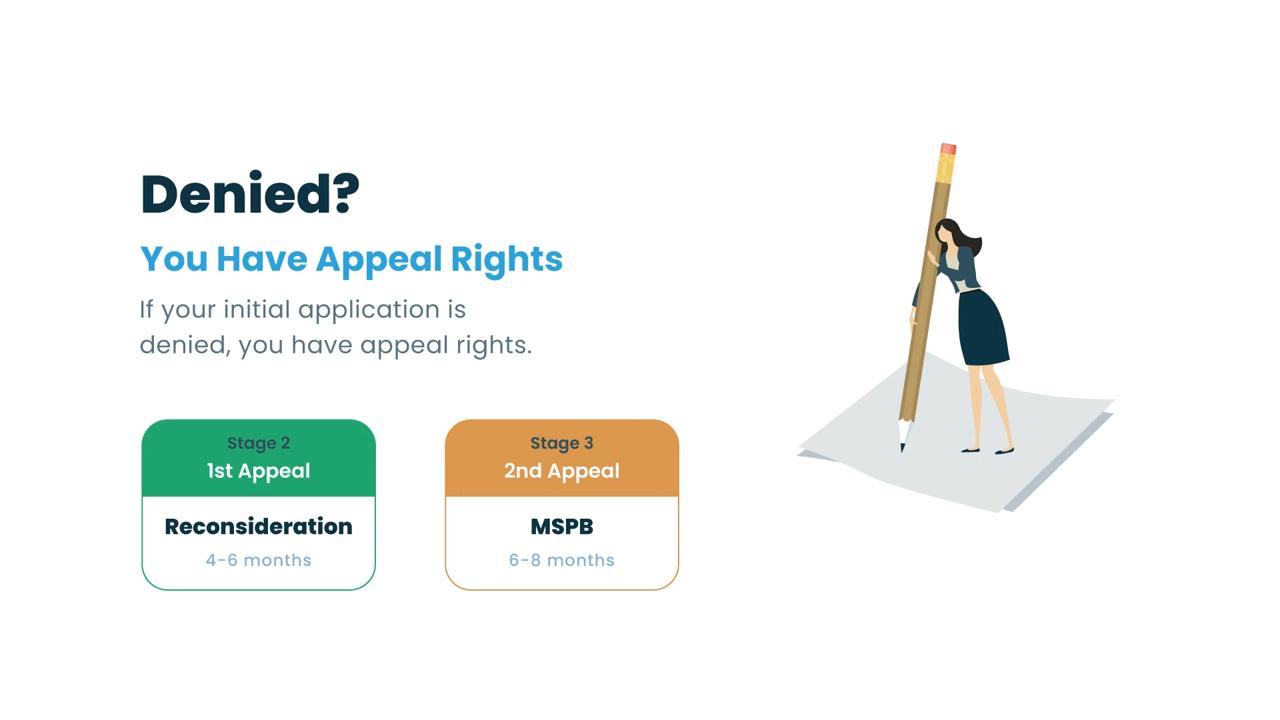 Denied?
You Have Appeal Rights
If your initial application is
denied, you have appeal rights.
Stage 2
1st Appeal
Reconsideration
4-6 months
Stage 3
2nd Appeal
MSPB
6-8 months